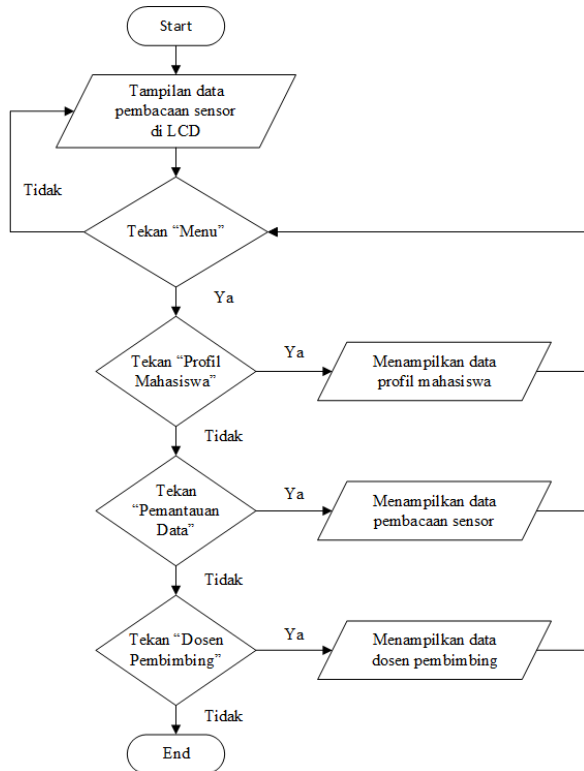 Start
Tampilan data
pembacaan sensor
di LCD
Tidak
Tekan “Menu”
Ya
Tekan “Profil
Mahasiswa”
Ya
Menampilkan data
profil mahasiswa
Tidak
Tekan
“Pemantauan
Data”
Ya
Menampilkan data
pembacaan sensor
Tidak
Tekan “Dosen
Pembimbing”
Ya
Menampilkan data
dosen pembimbing
Tidak
End